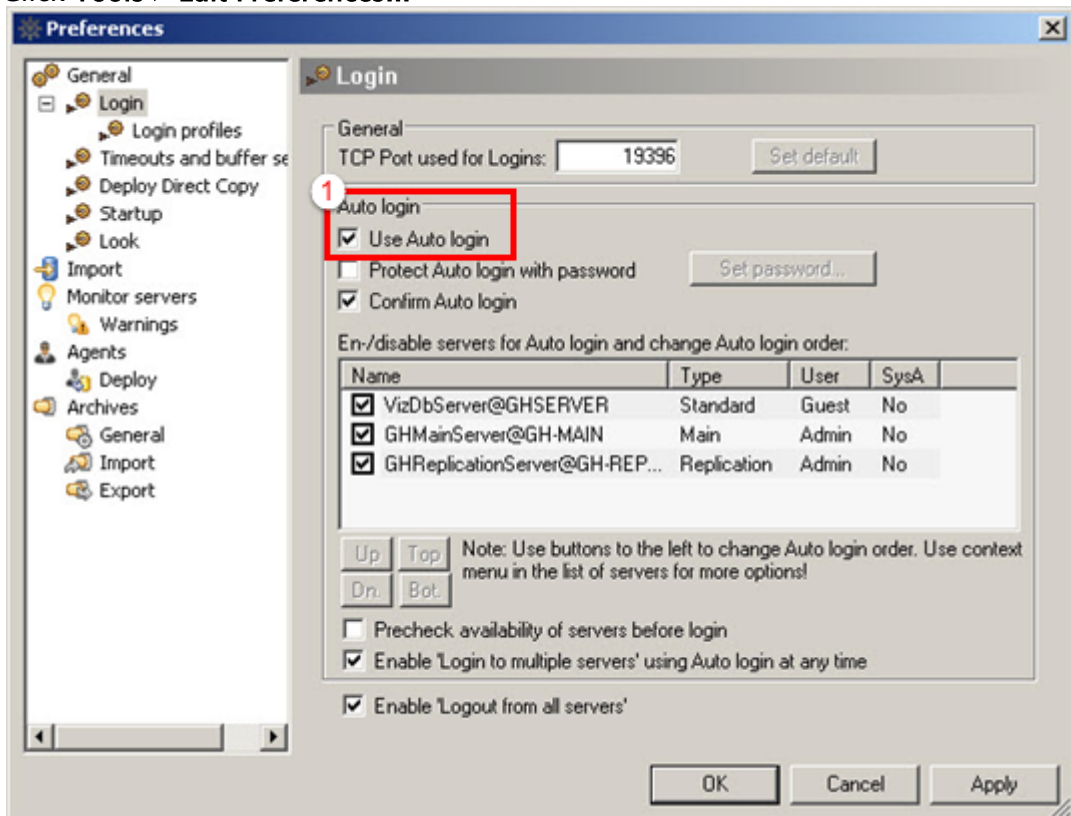 Click Tools > Edit Preferences...
Preferences
General
Login
Login profiles
Timeouts and buffer se
Deploy Direct Copy
Startup
Look
Import
Monitor servers
Warnings
Agents
Deploy
Archives
General
Import
Export
Login
General
TCP Port used for Logins: 19396 Set default
1
Auto login
Use Auto login
Protect Auto login with password Set password...
Confirm Auto login
En-/disable servers for Auto login and change Auto login order:
Name Type User SysA
VizDbServer@GHSERVER Standard Guest No
GHMainServer@GH-MAIN Main Admin No
GHReplicationServer@GH-REP... Replication Admin No
Up Top Note: Use buttons to the left to change Auto login order. Use context
Dn. Bot. menu in the list of servers for more options!
Precheck availability of servers before login
Enable 'Login to multiple servers' using Auto login at any time
Enable 'Logout from all servers'
OK Cancel Apply